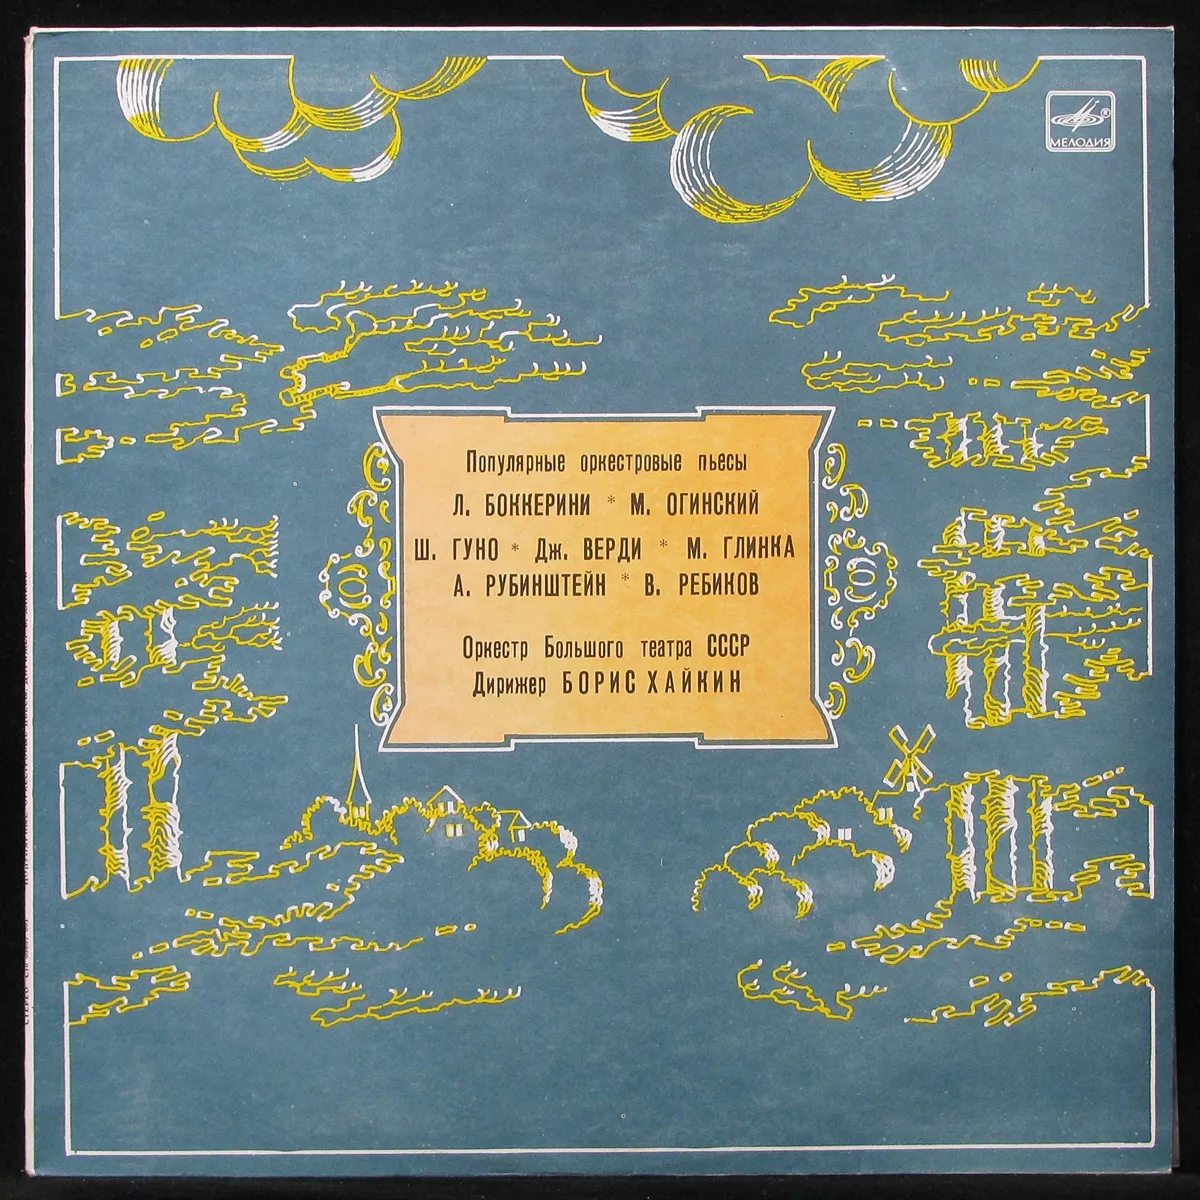 МЕЛОДИЯ
Популярные оркестровые пьесы
Л. БОККЕРИНИ * М. ОГИНСКИЙ
Ш. ГУНО * Дж. ВЕРДИ * М. ГЛИНКА
А. РУБИНШТЕЙН * В. РЕБИКОВ
Оркестр Большого театра СССР
Дирижер БОРИС ХАЙКИН